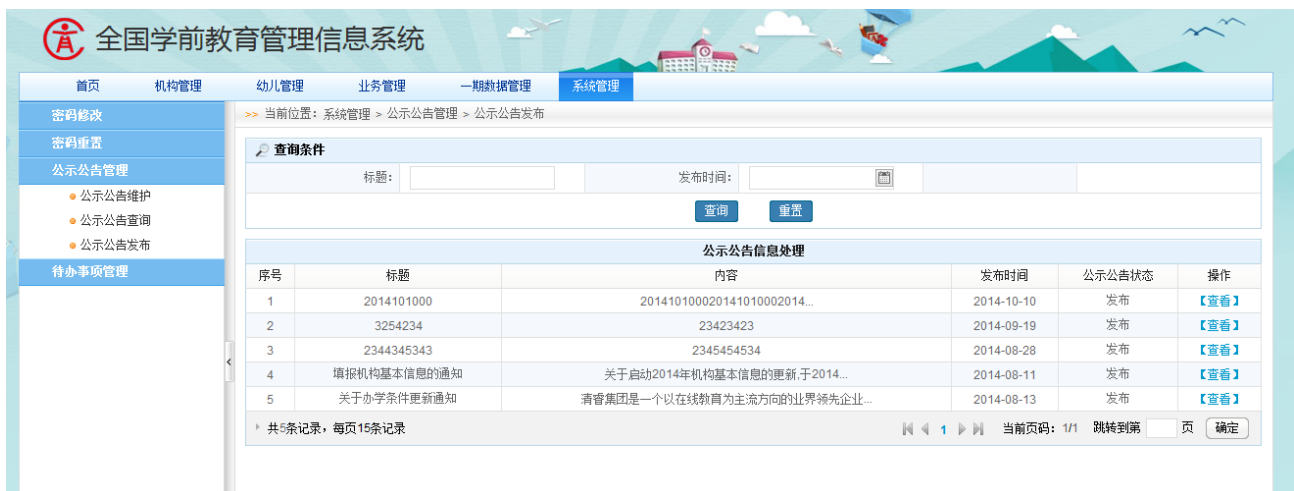 全国学前教育管理信息系统
首页 机构管理 幼儿管理 业务管理 一期数据管理 系统管理
密码修改
密码重置
公示公告管理
公示公告维护
公示公告查询
公示公告发布
待办事项管理
>> 当前位置：系统管理 > 公示公告管理 > 公示公告发布
查询条件
标题： 发布时间：
查询 重置
公示公告信息处理
序号 标题 内容 发布时间 公示公告状态 操作
1 2014101000 201410100020141010002014... 2014-10-10 发布 【查看】
2 3254234 23423423 2014-09-19 发布 【查看】
3 2344345343 2345454534 2014-08-28 发布 【查看】
4 填报机构基本信息的通知 关于启动2014年机构基本信息的更新,于2014... 2014-08-11 发布 【查看】
5 关于办学条件更新通知 清睿集团是一个以在线教育为主流方向的业界领先企业... 2014-08-13 发布 【查看】
共5条记录，每页15条记录 1 当前页码：1/1 跳转到第 页 确定